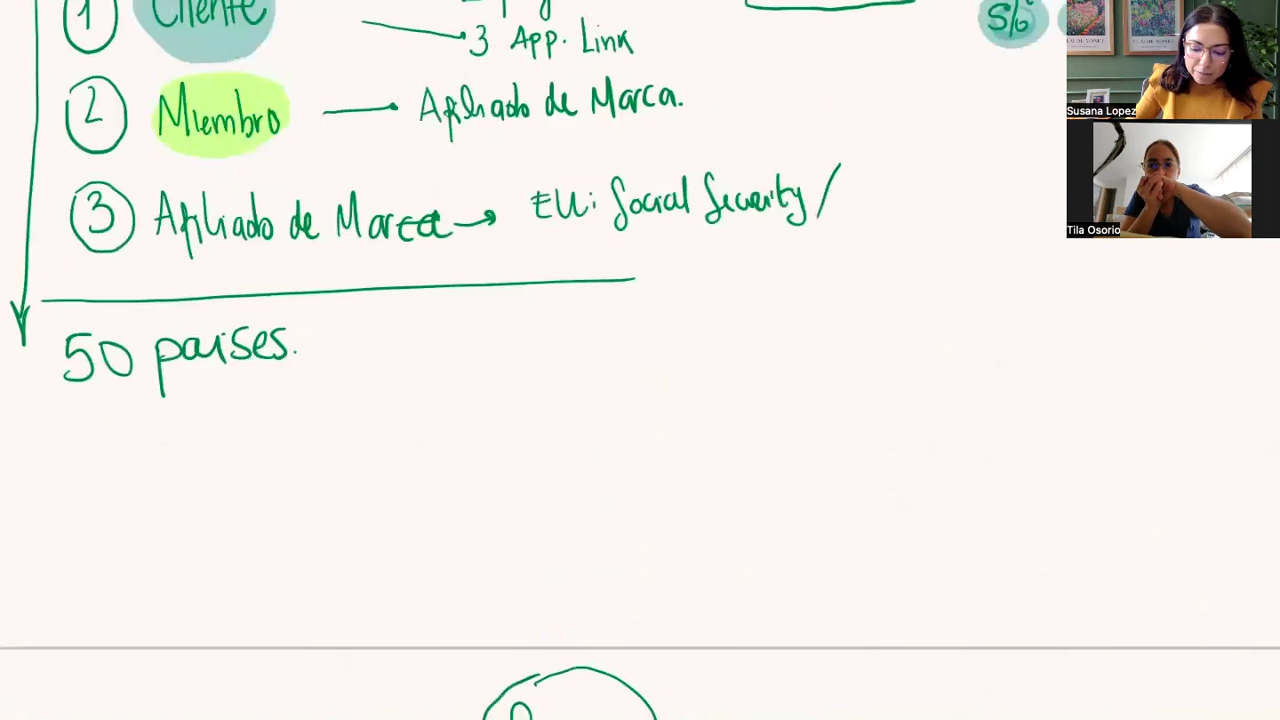 1 Cliente
3 App. Link
S/6
2 Miembro → Afiliado de Marca.
3 Afiliado de Marca → EU: Social Security /
50 paises.
Susana Lopez
Tila Osorio